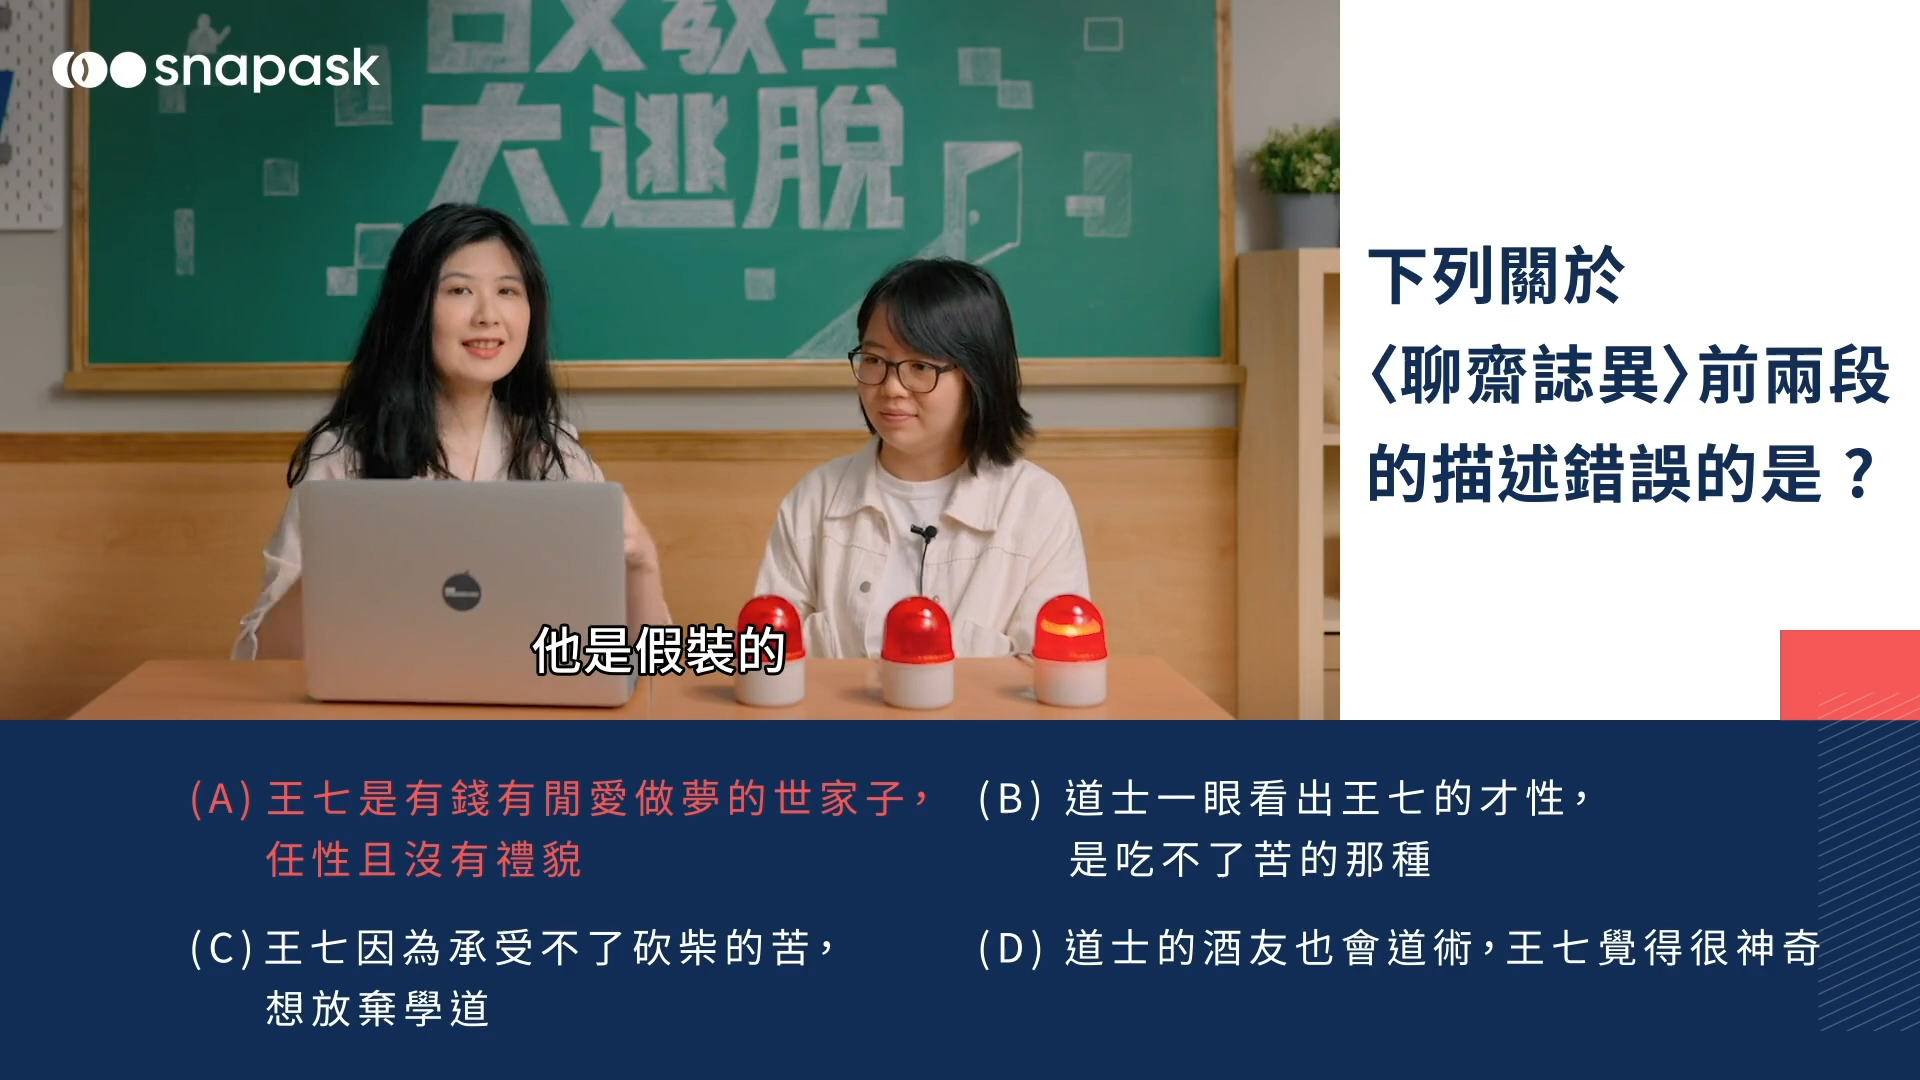 snapask
大逃脫
下列關於
〈聊齋誌異〉前兩段
的描述錯誤的是?
他是假裝的
(A) 王七是有錢有閒愛做夢的世家子,
任性且沒有禮貌
(B) 道士一眼看出王七的才性,
是吃不了苦的那種
(C) 王七因為承受不了砍柴的苦,
想放棄學道
(D) 道士的酒友也會道術,王七覺得很神奇